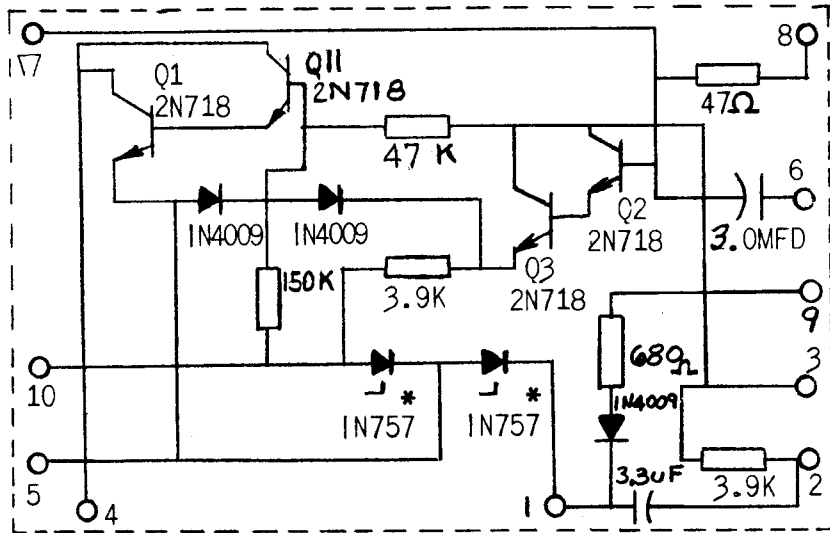 7
Q1
2N718
Q11
2N718
8
47Ω
47 K
6
Q2
2N718
3.0MFD
1N4009
1N4009
Q3
2N718
150K
3.9K
9
680Ω
3
10
*
1N757
*
1N757
1N4009
5
3.3uF
3.9K
2
4
1